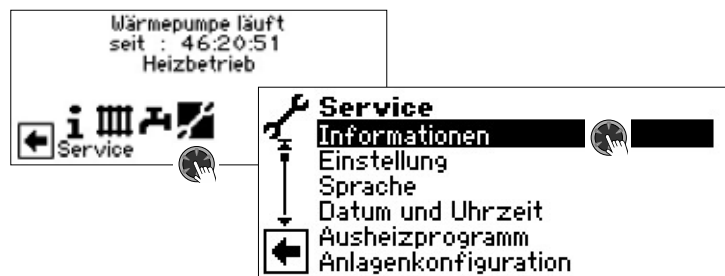 Wärmepumpe läuft
seit : 46:20:51
Heizbetrieb
Service
Service
Informationen
Einstellung
Sprache
Datum und Uhrzeit
Ausheizprogramm
Anlagenkonfiguration